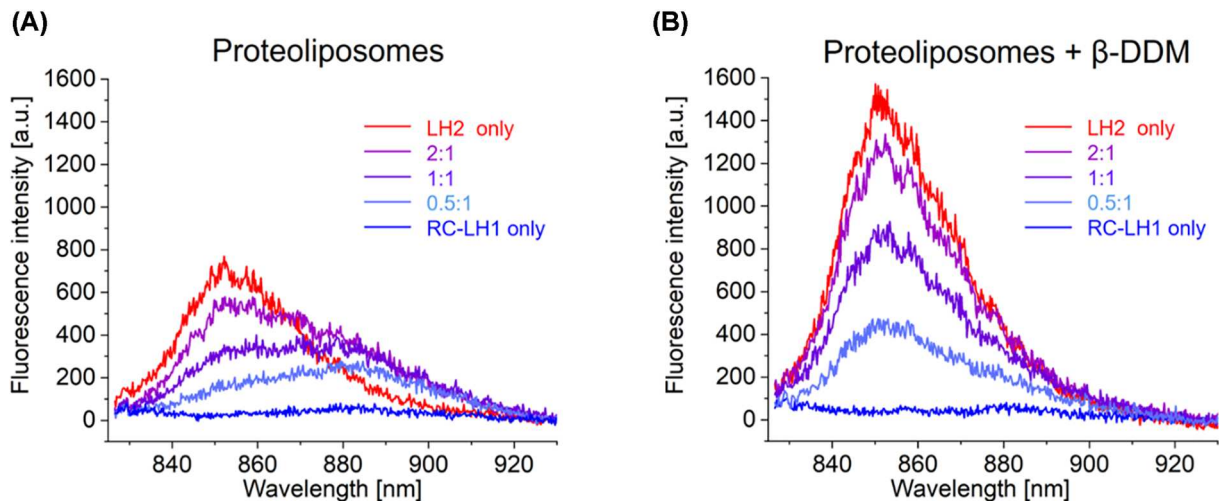 (A)
Proteoliposomes
Fluorescence intensity [a.u.]
1600
1400
1200
1000
800
600
400
200
0
LH2 only
2:1
1:1
0.5:1
RC-LH1 only
840 860 880 900 920
Wavelength [nm]
(B)
Proteoliposomes + β-DDM
Fluorescence intensity [a.u.]
1600
1400
1200
1000
800
600
400
200
0
LH2 only
2:1
1:1
0.5:1
RC-LH1 only
840 860 880 900 920
Wavelength [nm]